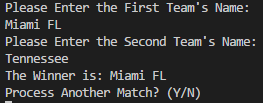 Please Enter the First Team's Name:
Miami FL
Please Enter the Second Team's Name:
Tennessee
The Winner is: Miami FL
Process Another Match? (Y/N)